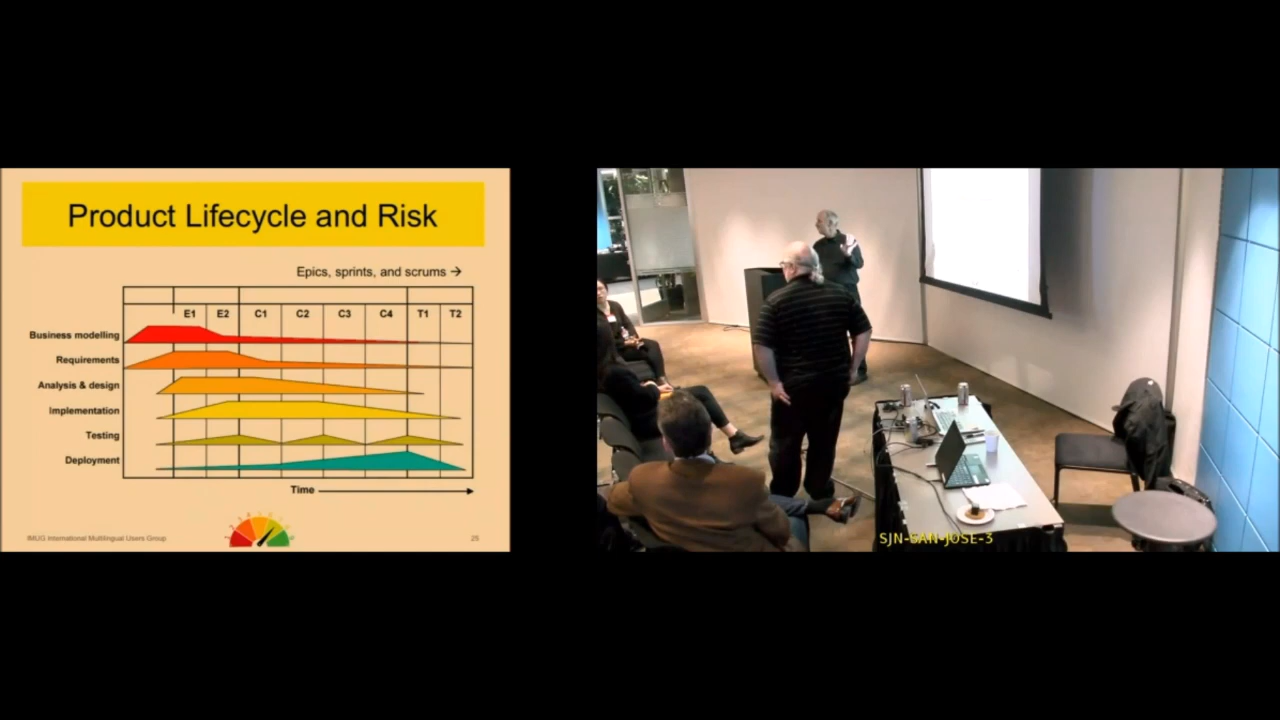 Product Lifecycle and Risk
Epics, sprints, and scrums →
E1 E2 C1 C2 C3 C4 T1 T2
Business modelling
Requirements
Analysis & design
Implementation
Testing
Deployment
Time
IMUG International Multilingual Users Group
25
SJN-SAN-JOSE-3